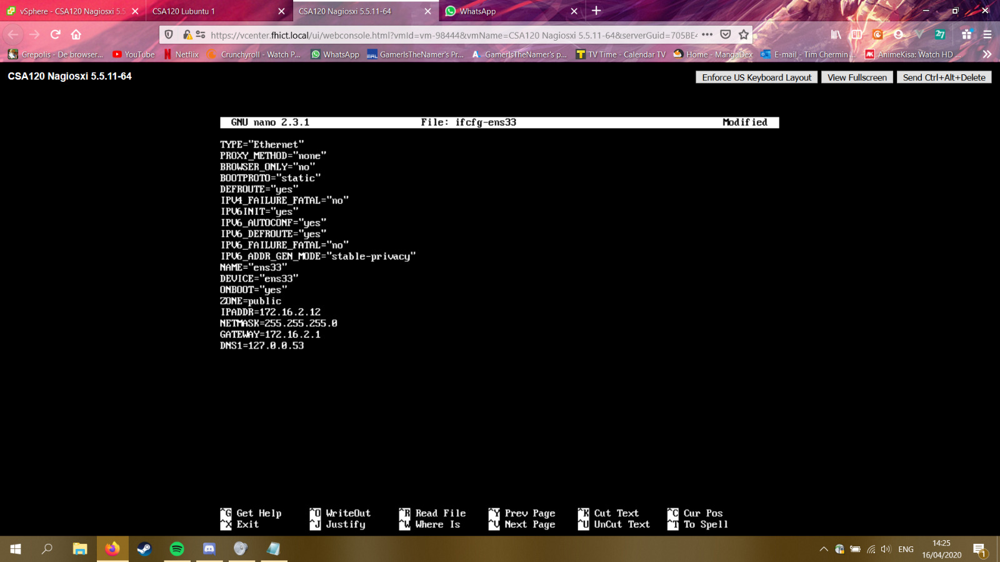 vSphere - CSA120 Nagiosxi 5.5
CSA120 Lubuntu 1
CSA120 Nagiosxi 5.5.11-64
WhatsApp
https://vcenter.fhict.local/ui/webconsole.html?vmId=vm-98444&vmName=CSA120 Nagiosxi 5.5.11-64&serverGuid=705BE4
27
Grepolis - De browser...
YouTube
Netflix
Crunchyroll - Watch P...
WhatsApp
MAL GamerIsTheNamer's Pr...
A GamerIsTheNamer's p...
T TV Time - Calendar TV
Home - MangaDex
E-mail - Tim Chermin ...
AK AnimeKisa: Watch HD ...
CSA120 Nagiosxi 5.5.11-64
Enforce US Keyboard Layout
View Fullscreen
Send Ctrl+Alt+Delete
GNU nano 2.3.1 File: ifcfg-ens33 Modified
TYPE="Ethernet"
PROXY_METHOD="none"
BROWSER_ONLY="no"
BOOTPROTO="static"
DEFROUTE="yes"
IPV4_FAILURE_FATAL="no"
IPV6INIT="yes"
IPV6_AUTOCONF="yes"
IPV6_DEFROUTE="yes"
IPV6_FAILURE_FATAL="no"
IPV6_ADDR_GEN_MODE="stable-privacy"
NAME="ens33"
DEVICE="ens33"
ONBOOT="yes"
ZONE=public
IPADDR=172.16.2.12
NETMASK=255.255.255.0
GATEWAY=172.16.2.1
DNS1=127.0.0.53
^G Get Help ^O WriteOut ^R Read File ^Y Prev Page ^K Cut Text ^C Cur Pos
^X Exit ^J Justify ^W Where Is ^V Next Page ^U UnCut Text ^T To Spell
ENG
14:25
16/04/2020
1